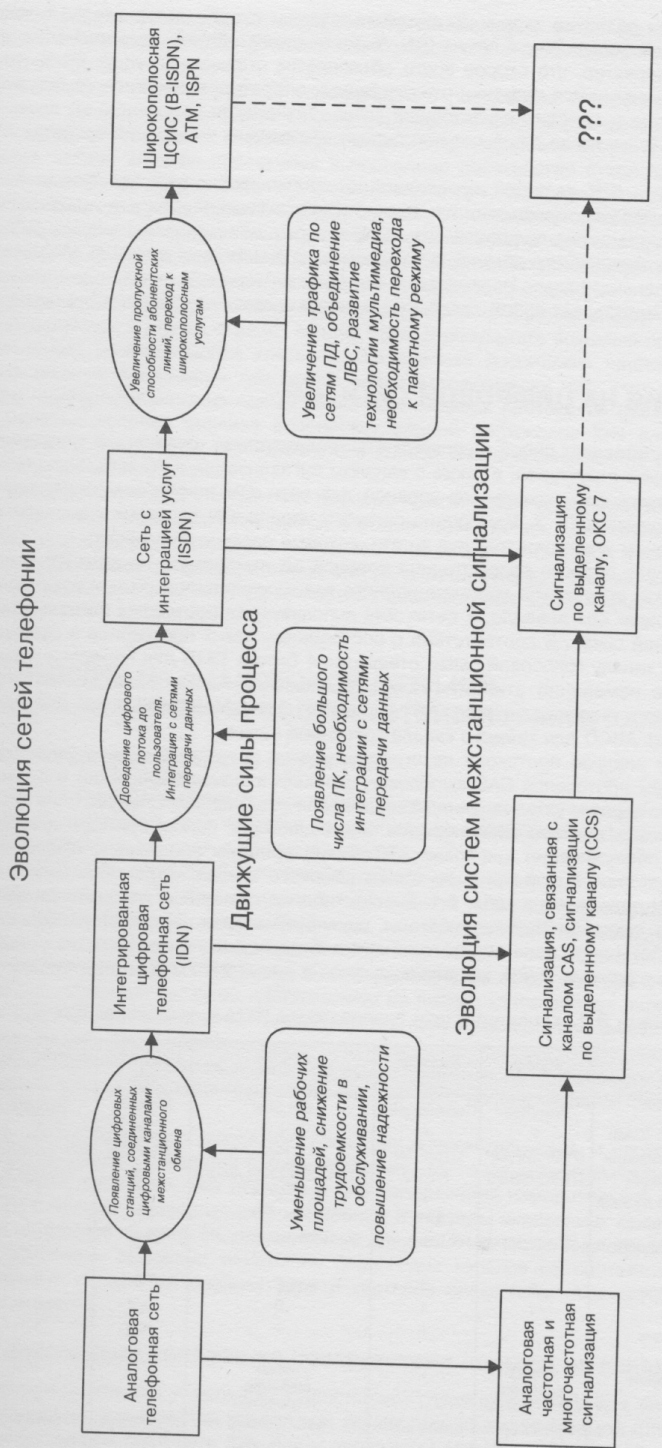 Эволюция сетей телефонии
Аналоговая
телефонная сеть
Появление цифровых
станций, соединенных
цифровыми каналами
межстанционного
обмена
Интегрированная
цифровая
телефонная сеть
(IDN)
Доведение цифрового
потока до
пользователя.
Интеграция с сетями
передачи данных
Сеть с
интеграцией услуг
(ISDN)
Увеличение пропускной
способности абонентских
линий, переход к
широкополосным
услугам
Широкополосная
ЦСИС (B-ISDN),
ATM, ISPN
Движущие силы процесса
Уменьшение рабочих
площадей, снижение
трудоемкости в
обслуживании,
повышение надежности
Появление большого
числа ПК, необходимость
интеграции с сетями
передачи данных
Увеличение трафика по
сетям ПД, объединение
ЛВС, развитие
технологии мультимедиа,
необходимость перехода
к пакетному режиму
Эволюция систем межстанционной сигнализации
Аналоговая
частотная и
многочастотная
сигнализация
Сигнализация, связанная с
каналом CAS, сигнализации
по выделенному каналу (CCS)
Сигнализация
по выделенному
каналу, ОКС 7
???